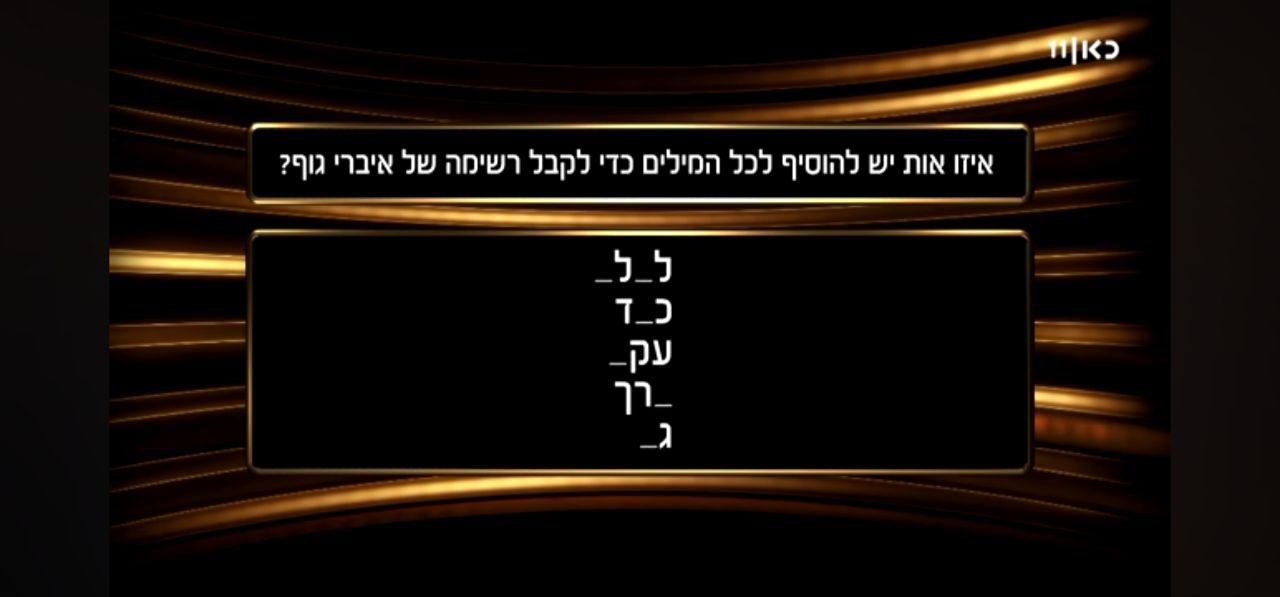 כאן11
איזו אות יש להוסיף לכל המילים כדי לקבל רשימה של איברי גוף?
ל_ל_
כ_ד
עק_
_רך
ג_